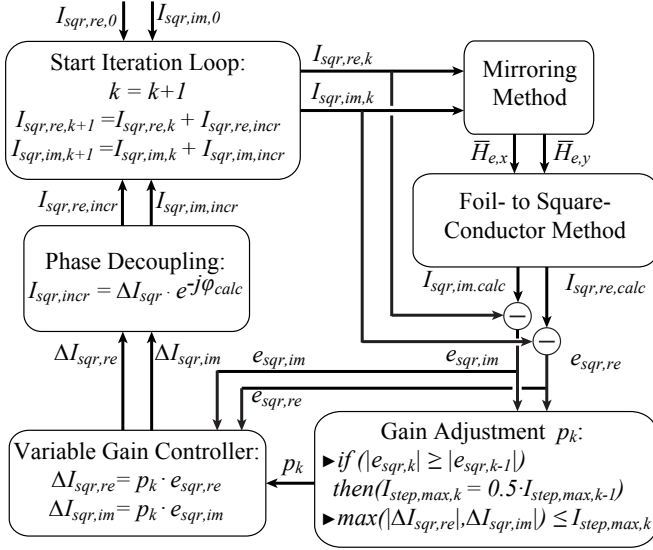 I_sqr,re,0 I_sqr,im,0
Start Iteration Loop:
k = k+1
I_sqr,re,k+1 =I_sqr,re,k + I_sqr,re,incr
I_sqr,im,k+1 =I_sqr,im,k + I_sqr,im,incr
I_sqr,re,k
I_sqr,im,k
Mirroring
Method
H̅_e,x H̅_e,y
Foil- to Square-
Conductor Method
I_sqr,im.calc I_sqr,re,calc
−
−
I_sqr,re,incr I_sqr,im,incr
Phase Decoupling:
I_sqr,incr = ΔI_sqr · e^-jφ_calc
ΔI_sqr,re ΔI_sqr,im
e_sqr,im e_sqr,im e_sqr,re
e_sqr,re
Variable Gain Controller:
ΔI_sqr,re= p_k · e_sqr,re
ΔI_sqr,im= p_k · e_sqr,im
p_k
Gain Adjustment p_k:
►if (|e_sqr,k| ≥ |e_sqr,k-1|)
then(I_step,max,k = 0.5·I_step,max,k-1)
►max(|ΔI_sqr,re|,ΔI_sqr,im|) ≤ I_step,max,k